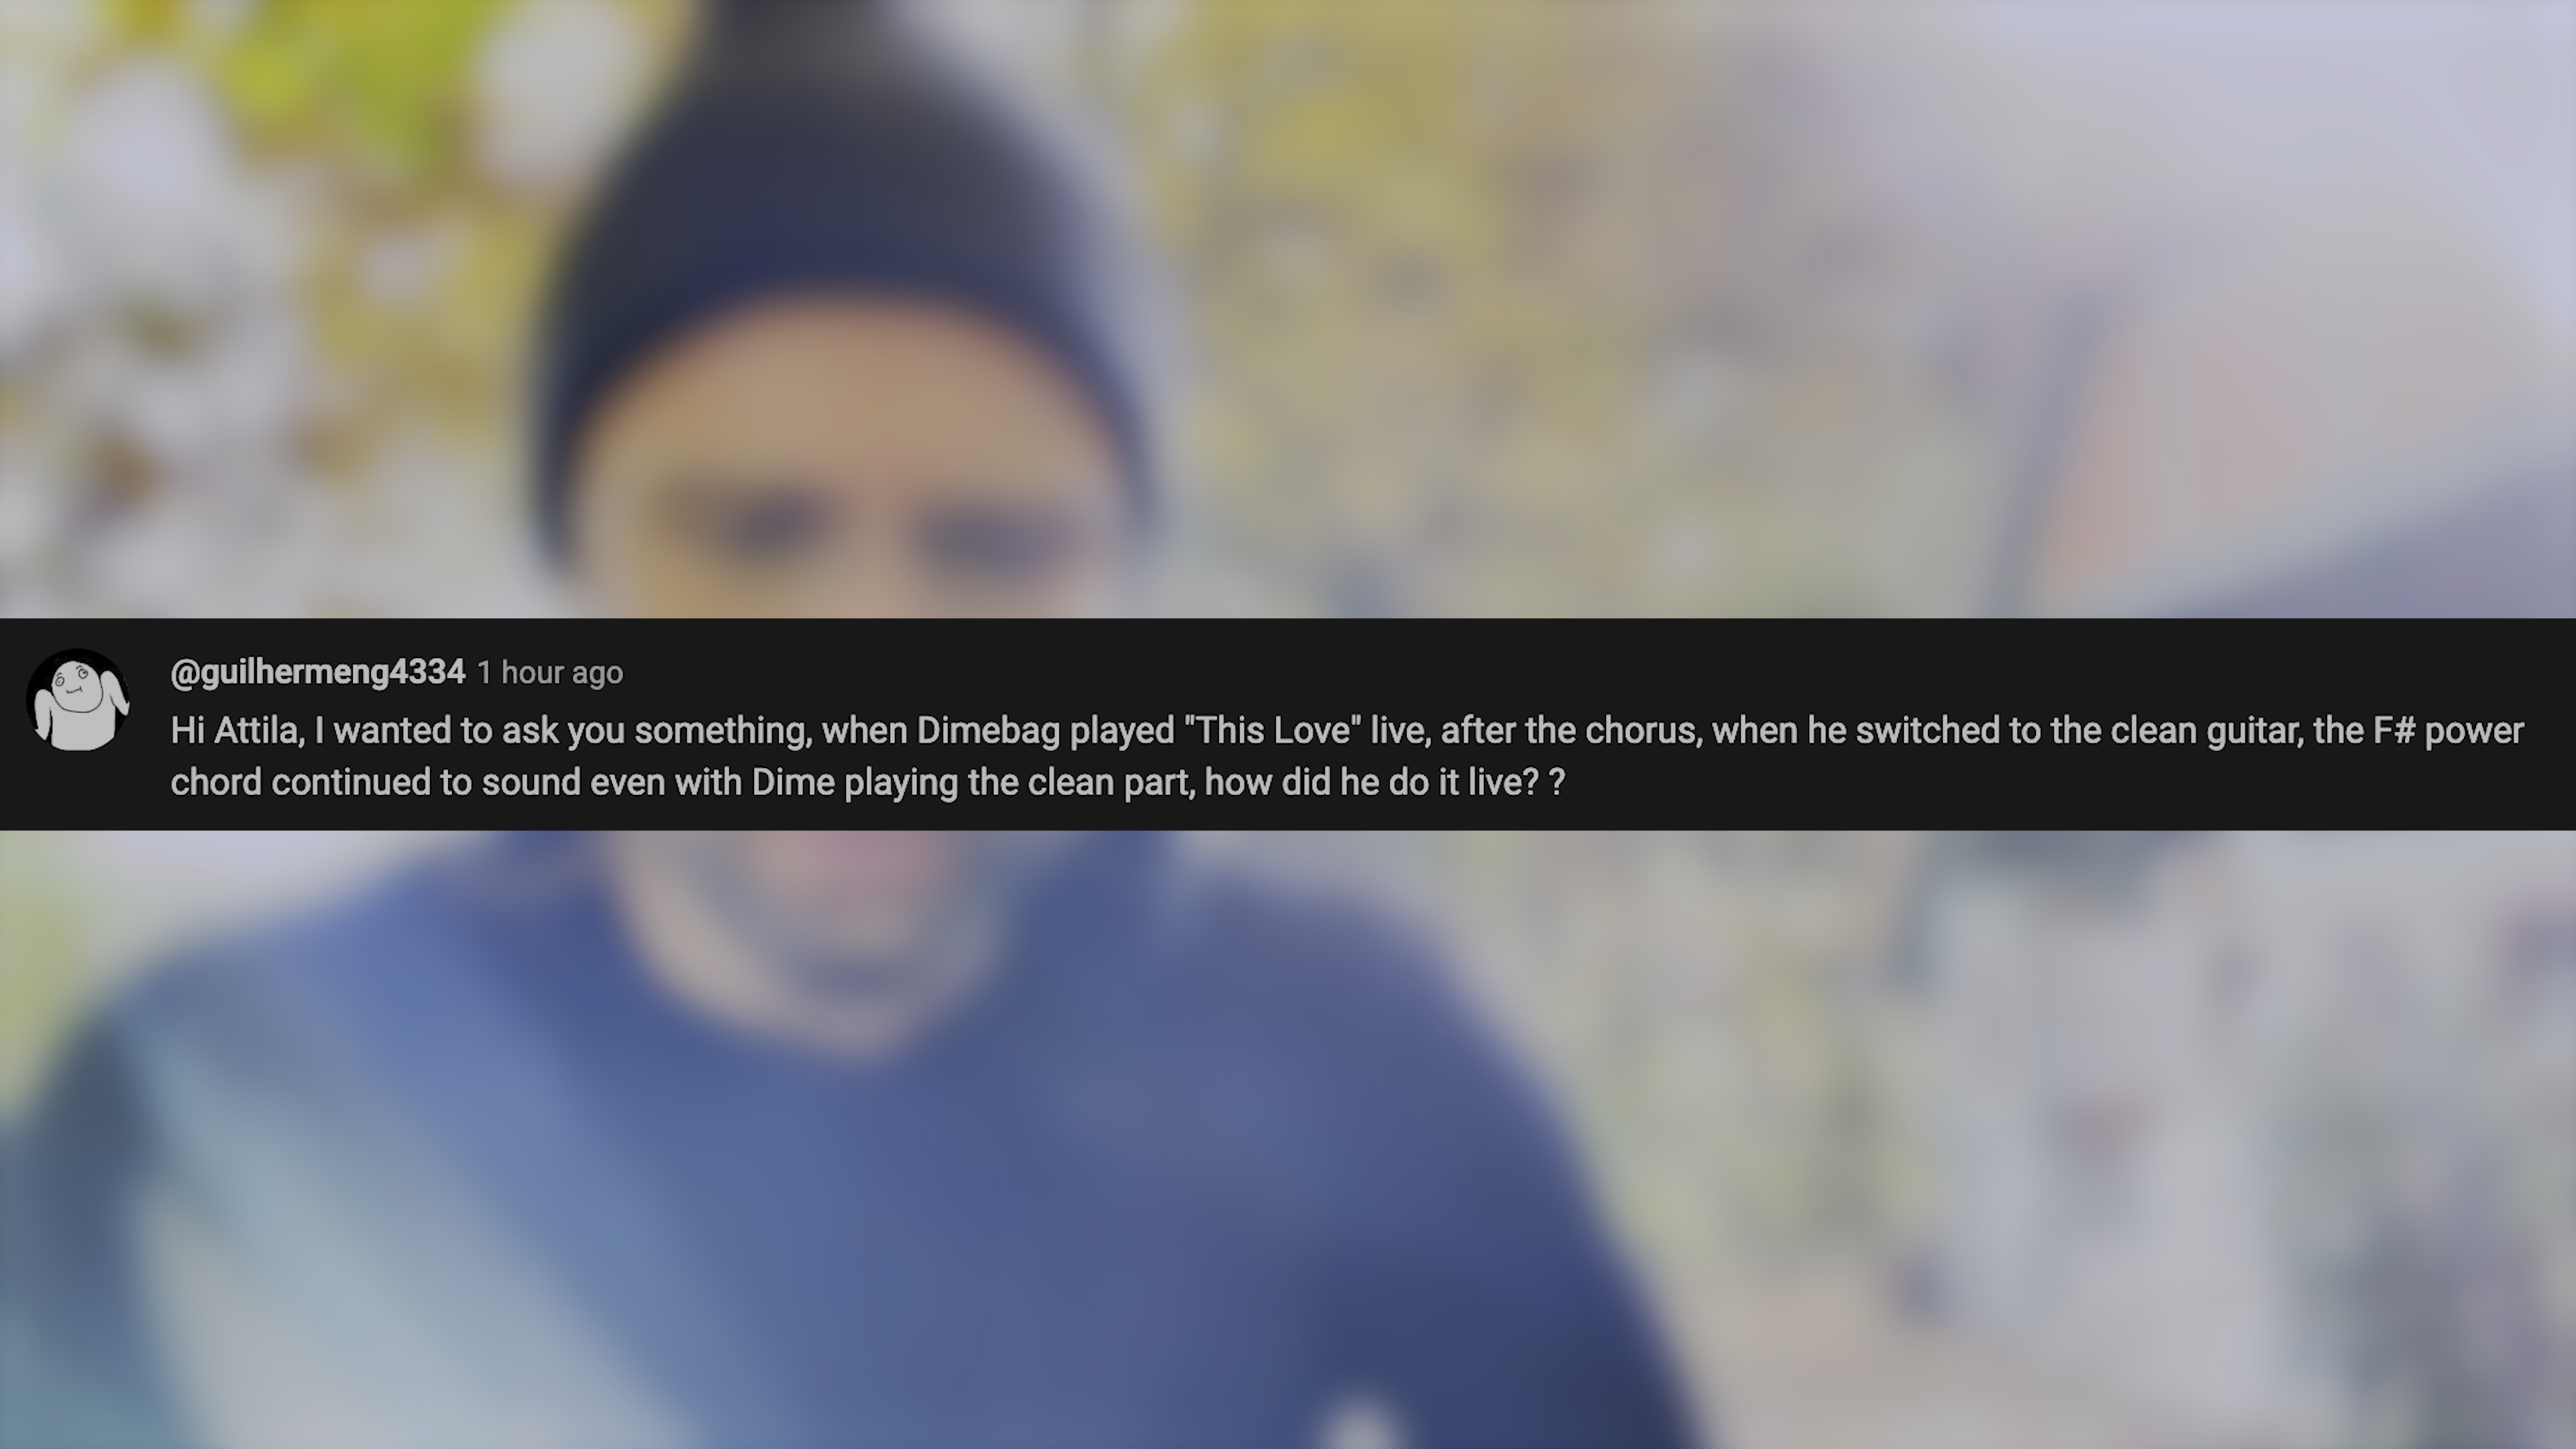 @guilhermeng4334 1 hour ago
Hi Attila, I wanted to ask you something, when Dimebag played "This Love" live, after the chorus, when he switched to the clean guitar, the F# power
chord continued to sound even with Dime playing the clean part, how did he do it live? ?